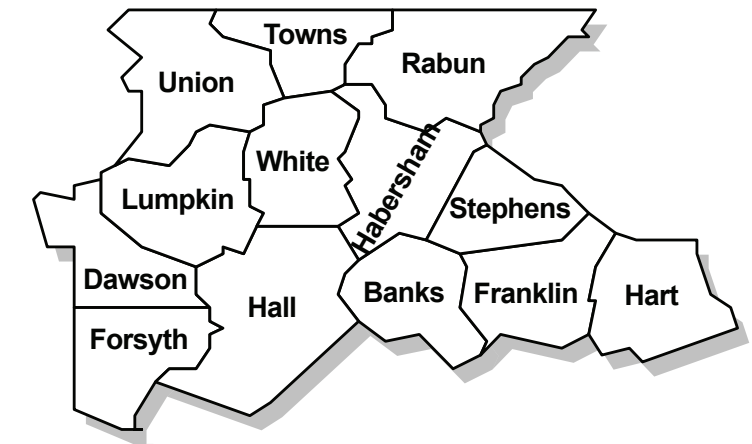 Towns
Rabun
Union
White
Habersham
Lumpkin
Stephens
Dawson
Hall
Banks
Franklin
Hart
Forsyth